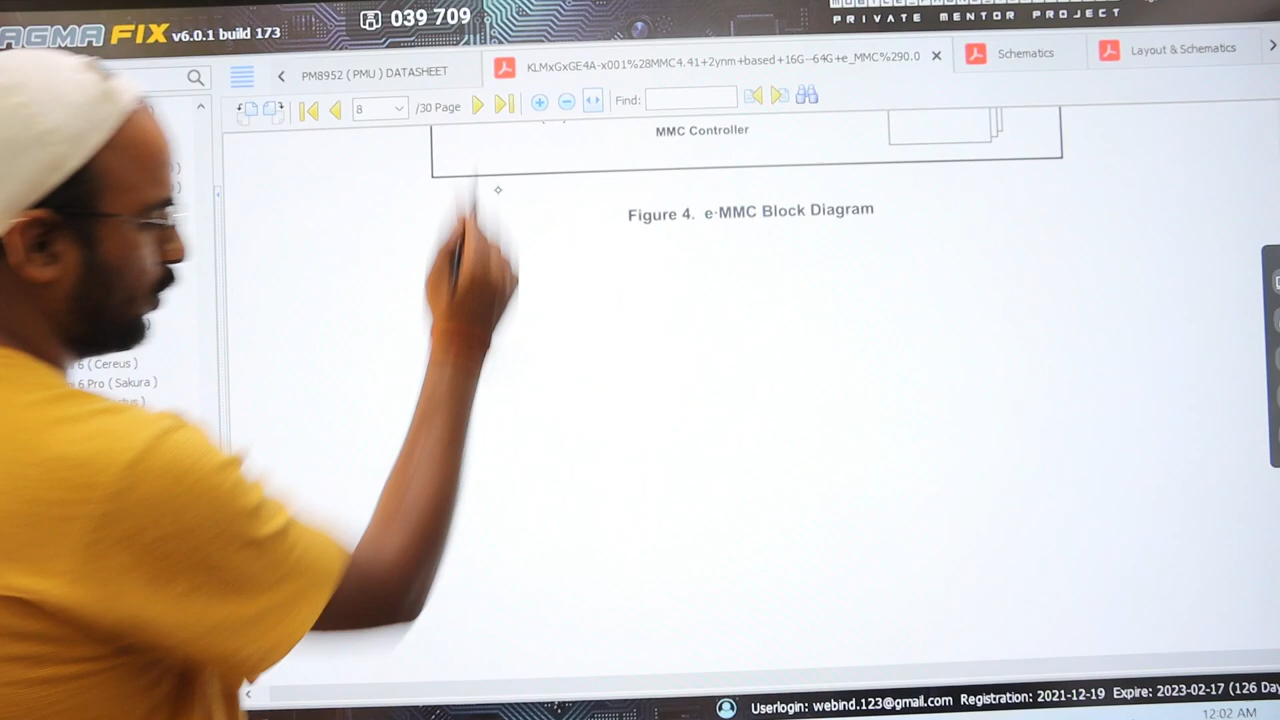 AGMA FIX v6.0.1 build 173
039 709
PRIVATE MENTOR PROJECT
PM8952 ( PMU ) DATASHEET
KLMxGxGE4A-x001%28MMC4.41+2ynm+based+16G--64G+e_MMC%290.0
Schematics
Layout & Schematics
8
/30 Page
Find:
MMC Controller
Figure 4. e·MMC Block Diagram
6 ( Cereus )
6 Pro ( Sakura )
Userlogin: webind.123@gmail.com Registration: 2021-12-19 Expire: 2023-02-17 (126 Day
12:02 AM